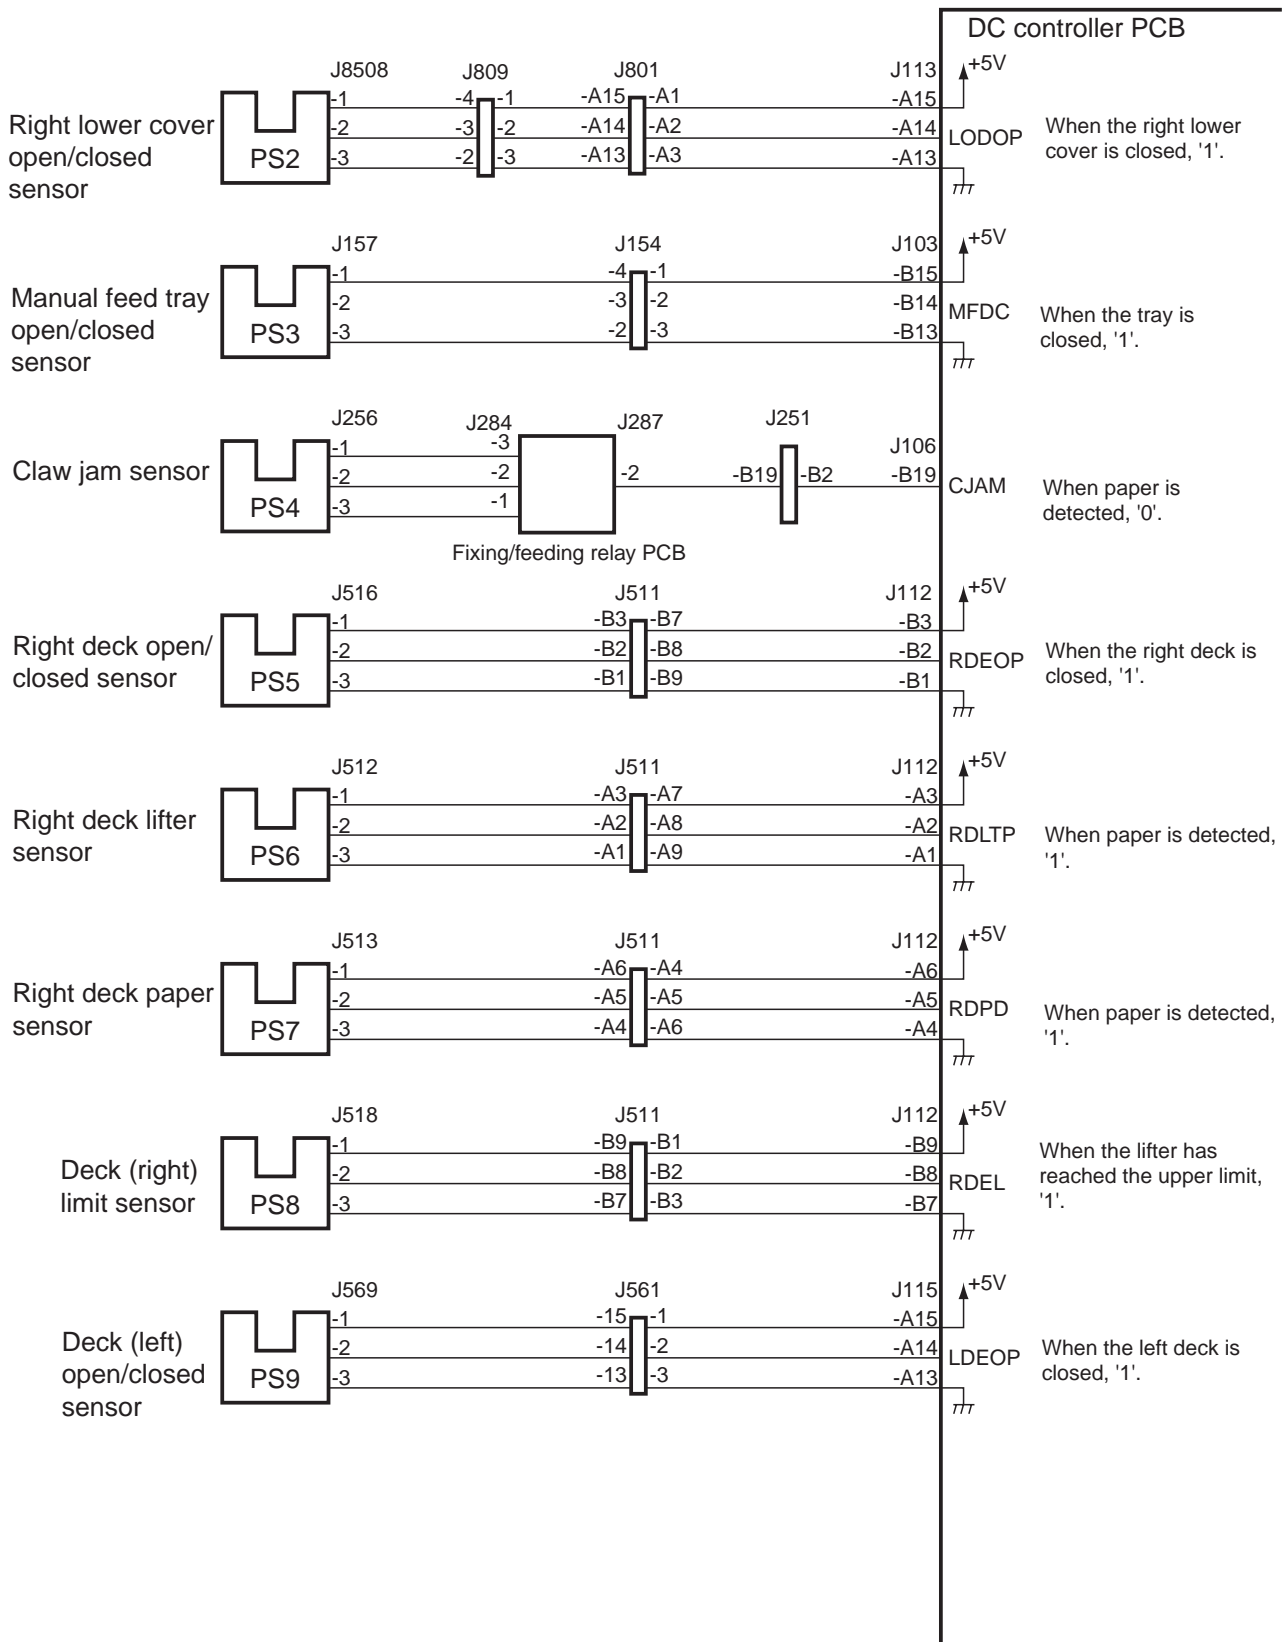 DC controller PCB
J8508 J809 J801 J113 +5V
-1 -4 -1 -A15 -A1 -A15
Right lower cover
open/closed
sensor
PS2
-2 -3 -2 -A14 -A2 -A14 LODOP
-3 -2 -3 -A13 -A3 -A13
When the right lower
cover is closed, '1'.
J157 J154 J103 +5V
-1 -4 -1 -B15
Manual feed tray
open/closed
sensor
PS3
-2 -3 -2 -B14 MFDC
-3 -2 -3 -B13
When the tray is
closed, '1'.
J256 J284 J287 J251 J106
-1 -3
Claw jam sensor
PS4
-2 -2 -2 -B19 -B2 -B19 CJAM
-3 -1
When paper is
detected, '0'.
Fixing/feeding relay PCB
J516 J511 J112 +5V
-1 -B3 -B7 -B3
Right deck open/
closed sensor
PS5
-2 -B2 -B8 -B2 RDEOP
-3 -B1 -B9 -B1
When the right deck is
closed, '1'.
J512 J511 J112 +5V
-1 -A3 -A7 -A3
Right deck lifter
sensor
PS6
-2 -A2 -A8 -A2 RDLTP
-3 -A1 -A9 -A1
When paper is detected,
'1'.
J513 J511 J112 +5V
-1 -A6 -A4 -A6
Right deck paper
sensor
PS7
-2 -A5 -A5 -A5 RDPD
-3 -A4 -A6 -A4
When paper is detected,
'1'.
J518 J511 J112 +5V
-1 -B9 -B1 -B9
Deck (right)
limit sensor
PS8
-2 -B8 -B2 -B8 RDEL
-3 -B7 -B3 -B7
When the lifter has
reached the upper limit,
'1'.
J569 J561 J115 +5V
-1 -15 -1 -A15
Deck (left)
open/closed
sensor
PS9
-2 -14 -2 -A14 LDEOP
-3 -13 -3 -A13
When the left deck is
closed, '1'.